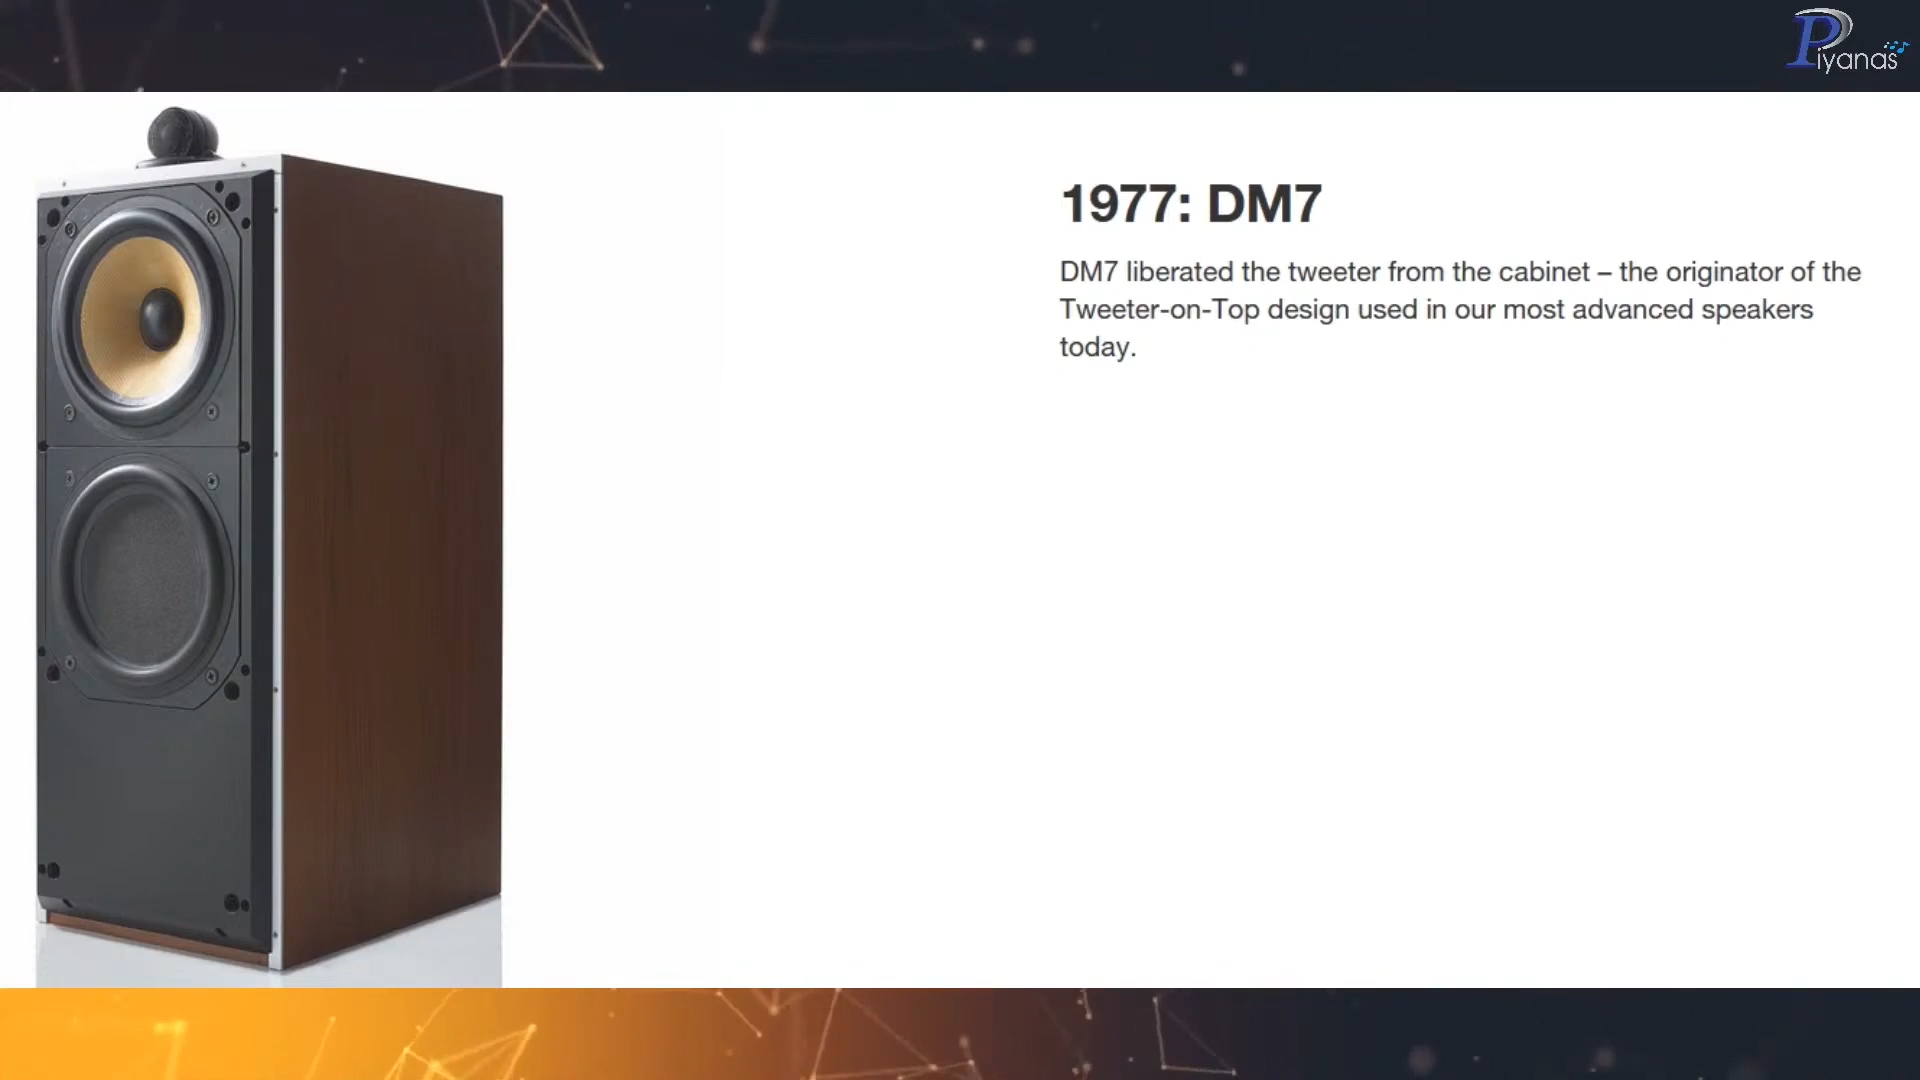 Piyanas
1977: DM7
DM7 liberated the tweeter from the cabinet – the originator of the
Tweeter-on-Top design used in our most advanced speakers
today.